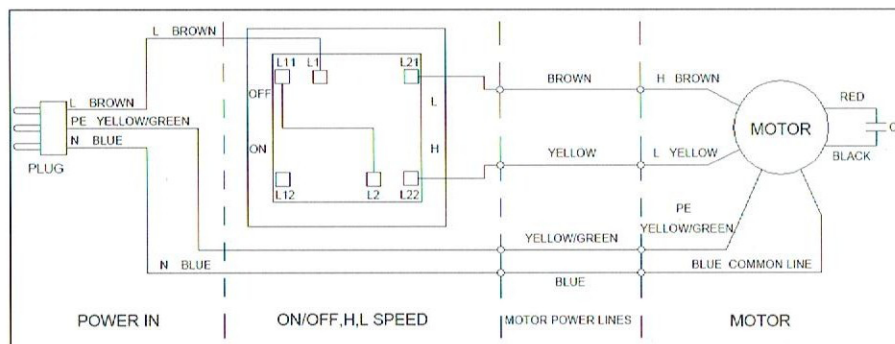 L BROWN
L11 L1 L21
OFF
BROWN
H BROWN
RED
L BROWN
L
PE YELLOW/GREEN
MOTOR
C
N BLUE
ON
H
YELLOW
L YELLOW
BLACK
PLUG
L12 L2 L22
PE
YELLOW/GREEN
YELLOW/GREEN
N BLUE
BLUE
BLUE COMMON LINE
POWER IN
ON/OFF,H,L SPEED
MOTOR POWER LINES
MOTOR